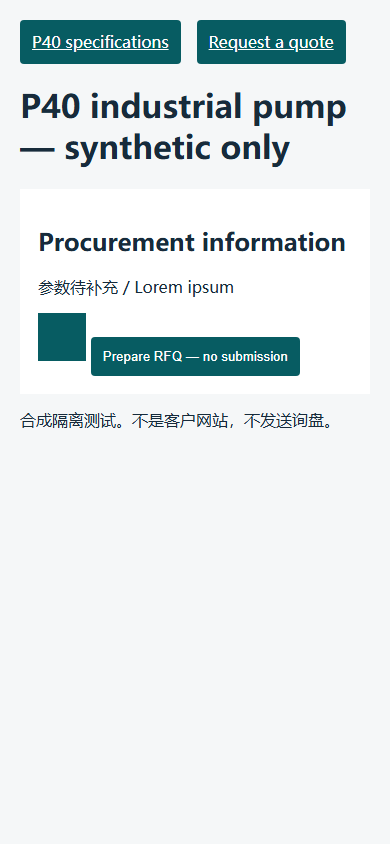 P40 specifications
Request a quote
P40 industrial pump
— synthetic only
Procurement information
参数待补充 / Lorem ipsum
Prepare RFQ — no submission
合成隔离测试。不是客户网站，不发送询盘。